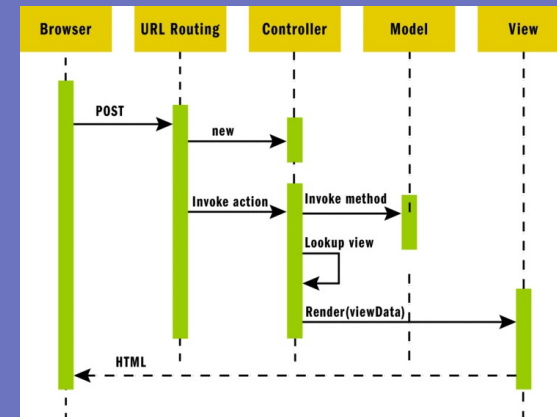 Browser
URL Routing
Controller
Model
View
POST
new
Invoke action
Invoke method
Lookup view
Render(viewData)
HTML